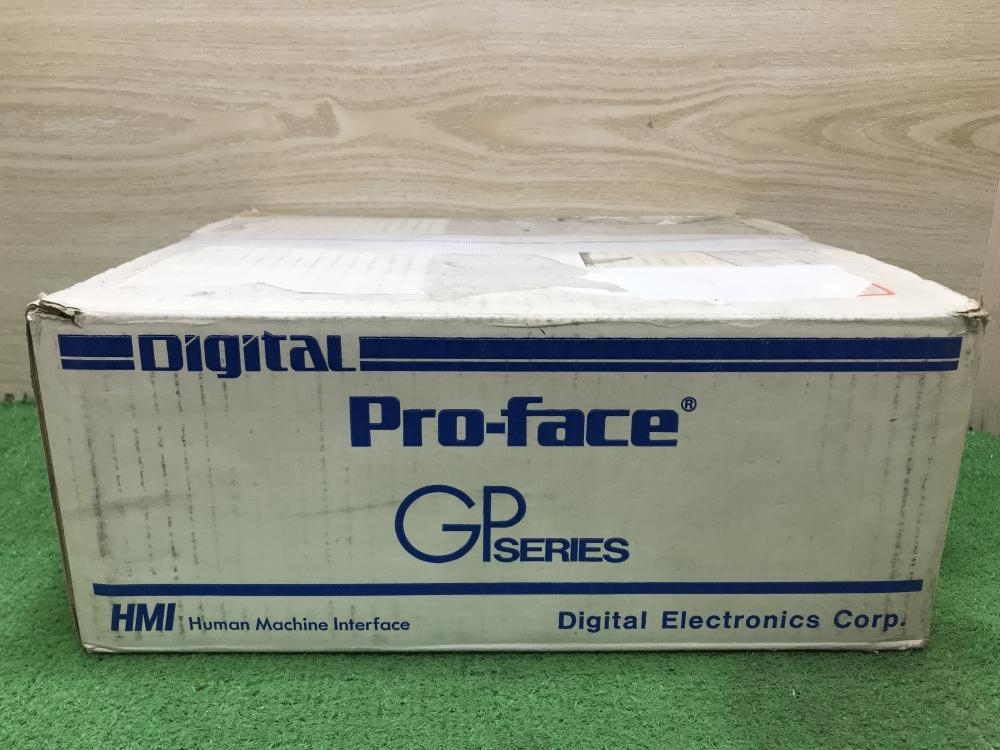 Digital
Pro-face®
GP SERIES
HMI Human Machine Interface
Digital Electronics Corp.